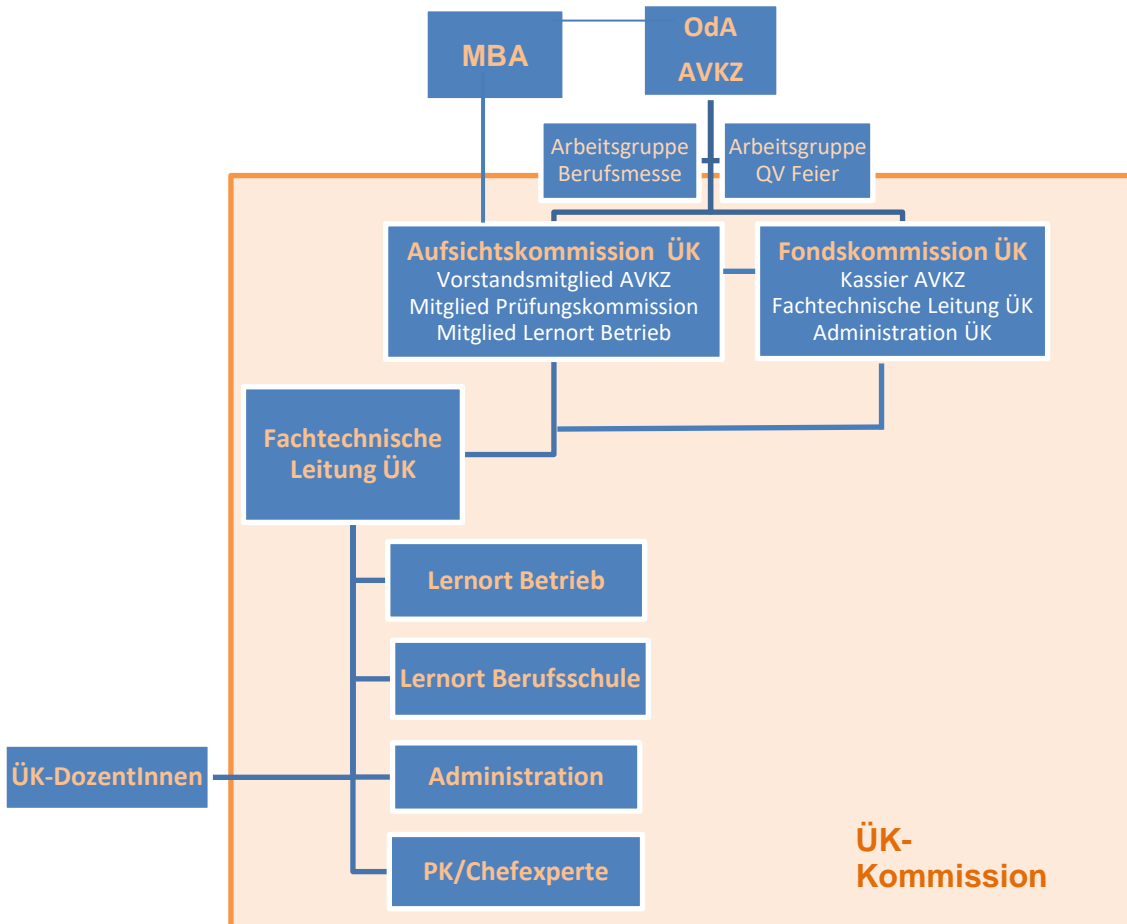 MBA
OdA
AVKZ
Arbeitsgruppe
Berufsmesse
Arbeitsgruppe
QV Feier
Aufsichtskommission ÜK
Vorstandsmitglied AVKZ
Mitglied Prüfungskommission
Mitglied Lernort Betrieb
Fondskommission ÜK
Kassier AVKZ
Fachtechnische Leitung ÜK
Administration ÜK
Fachtechnische
Leitung ÜK
Lernort Betrieb
Lernort Berufsschule
ÜK-DozentInnen
Administration
PK/Chefexperte
ÜK-
Kommission